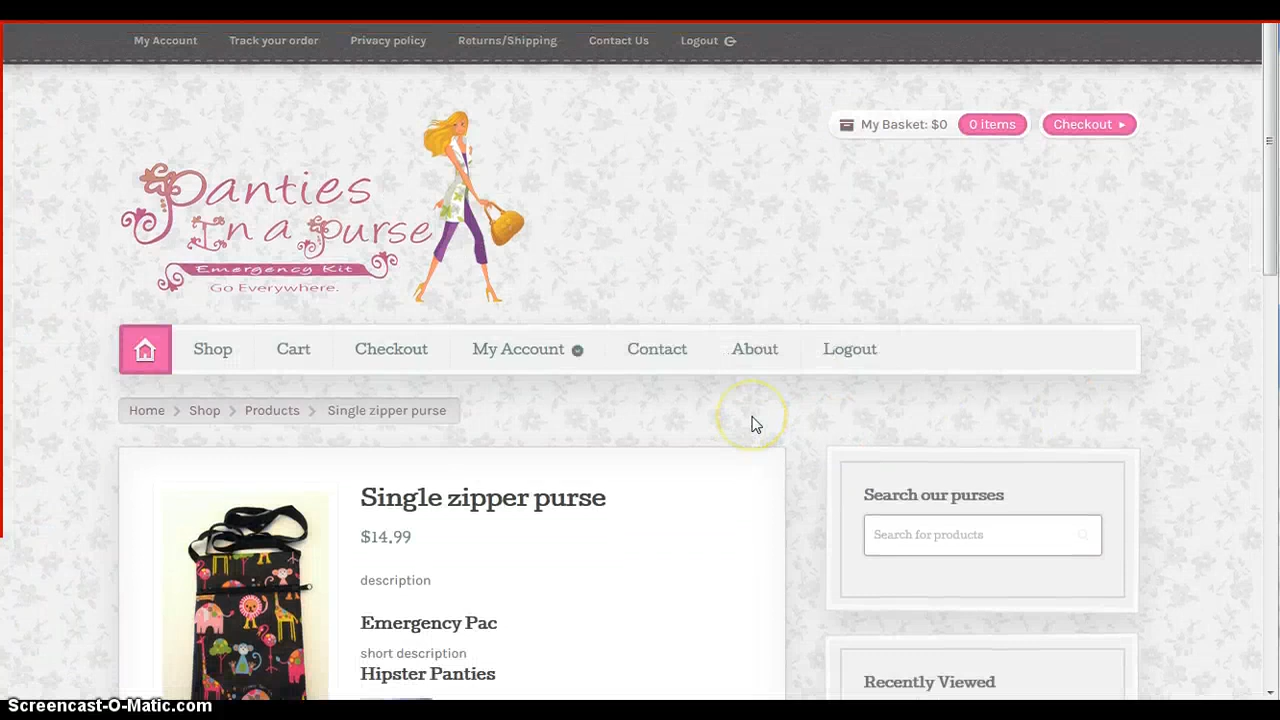 My Account Track your order Privacy policy Returns/Shipping Contact Us Logout
My Basket: $0 0 items Checkout
Panties
In a Purse
Emergency Kit
Go Everywhere.
Shop Cart Checkout My Account Contact About Logout
Home Shop Products Single zipper purse
Single zipper purse
$14.99
description
Emergency Pac
short description
Hipster Panties
Search our purses
Search for products
Recently Viewed
Screencast-O-Matic.com